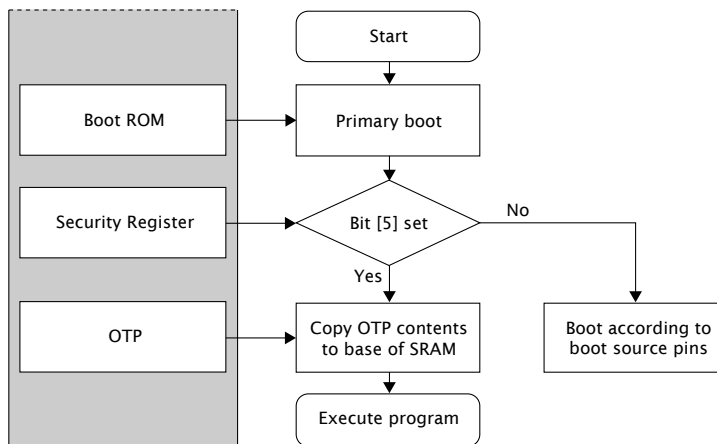 Start
Boot ROM
Primary boot
Security Register
Bit [5] set
No
Yes
OTP
Copy OTP contents
to base of SRAM
Boot according to
boot source pins
Execute program